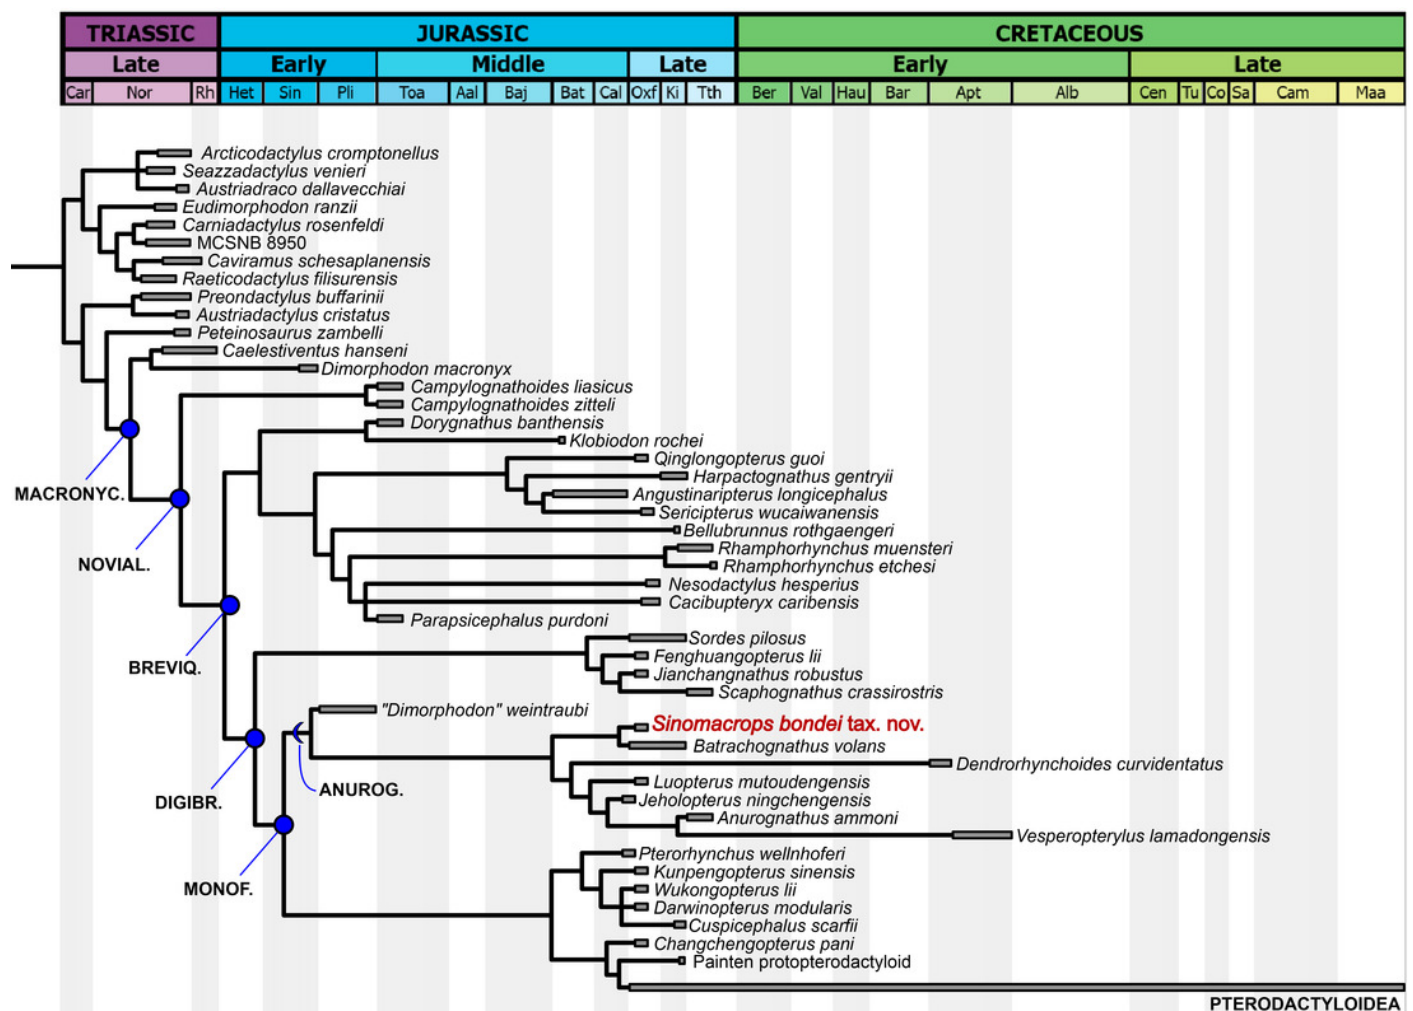 TRIASSIC JURASSIC CRETACEOUS
Late Early Middle Late Early Late
Car Nor Rh Het Sin Pli Toa Aal Baj Bat Cal Oxf Ki Tth Ber Val Hau Bar Apt Alb Cen Tu Co Sa Cam Maa
Arcticodactylus cromptonellus
Seazzadactylus venieri
Austriadraco dallavecchiai
Eudimorphodon ranzii
Carniadactylus rosenfeldi
MCSNB 8950
Caviramus schesaplanensis
Raeticodactylus filisurensis
Preondactylus buffarinii
Austriadactylus cristatus
Peteinosaurus zambelli
Caelestiventus hanseni
Dimorphodon macronyx
Campylognathoides liasicus
Campylognathoides zitteli
Dorygnathus banthensis
Klobiodon rochei
Qinglongopterus guoi
Harpactognathus gentryii
MACRONYC.
Angustinaripterus longicephalus
Sericipterus wucaiwanensis
Bellubrunnus rothgaengeri
Rhamphorhynchus muensteri
NOVIAL.
Rhamphorhynchus etchesi
Nesodactylus hesperius
Cacibupteryx caribensis
Parapsicephalus purdoni
Sordes pilosus
Fenghuangopterus lii
BREVIQ.
Jianchangnathus robustus
Scaphognathus crassirostris
"Dimorphodon" weintraubi
Sinomacrops bondei tax. nov.
Batrachognathus volans
Dendrorhynchoides curvidentatus
Luopterus mutoudengensis
ANUROG.
DIGIBR.
Jeholopterus ningchengensis
Anurognathus ammoni
Vesperopterylus lamadongensis
Pterorhynchus wellnhoferi
Kunpengopterus sinensis
MONOF.
Wukongopterus lii
Darwinopterus modularis
Cuspicephalus scarfii
Changchengopterus pani
Painten protopterodactyloid
PTERODACTYLOIDEA